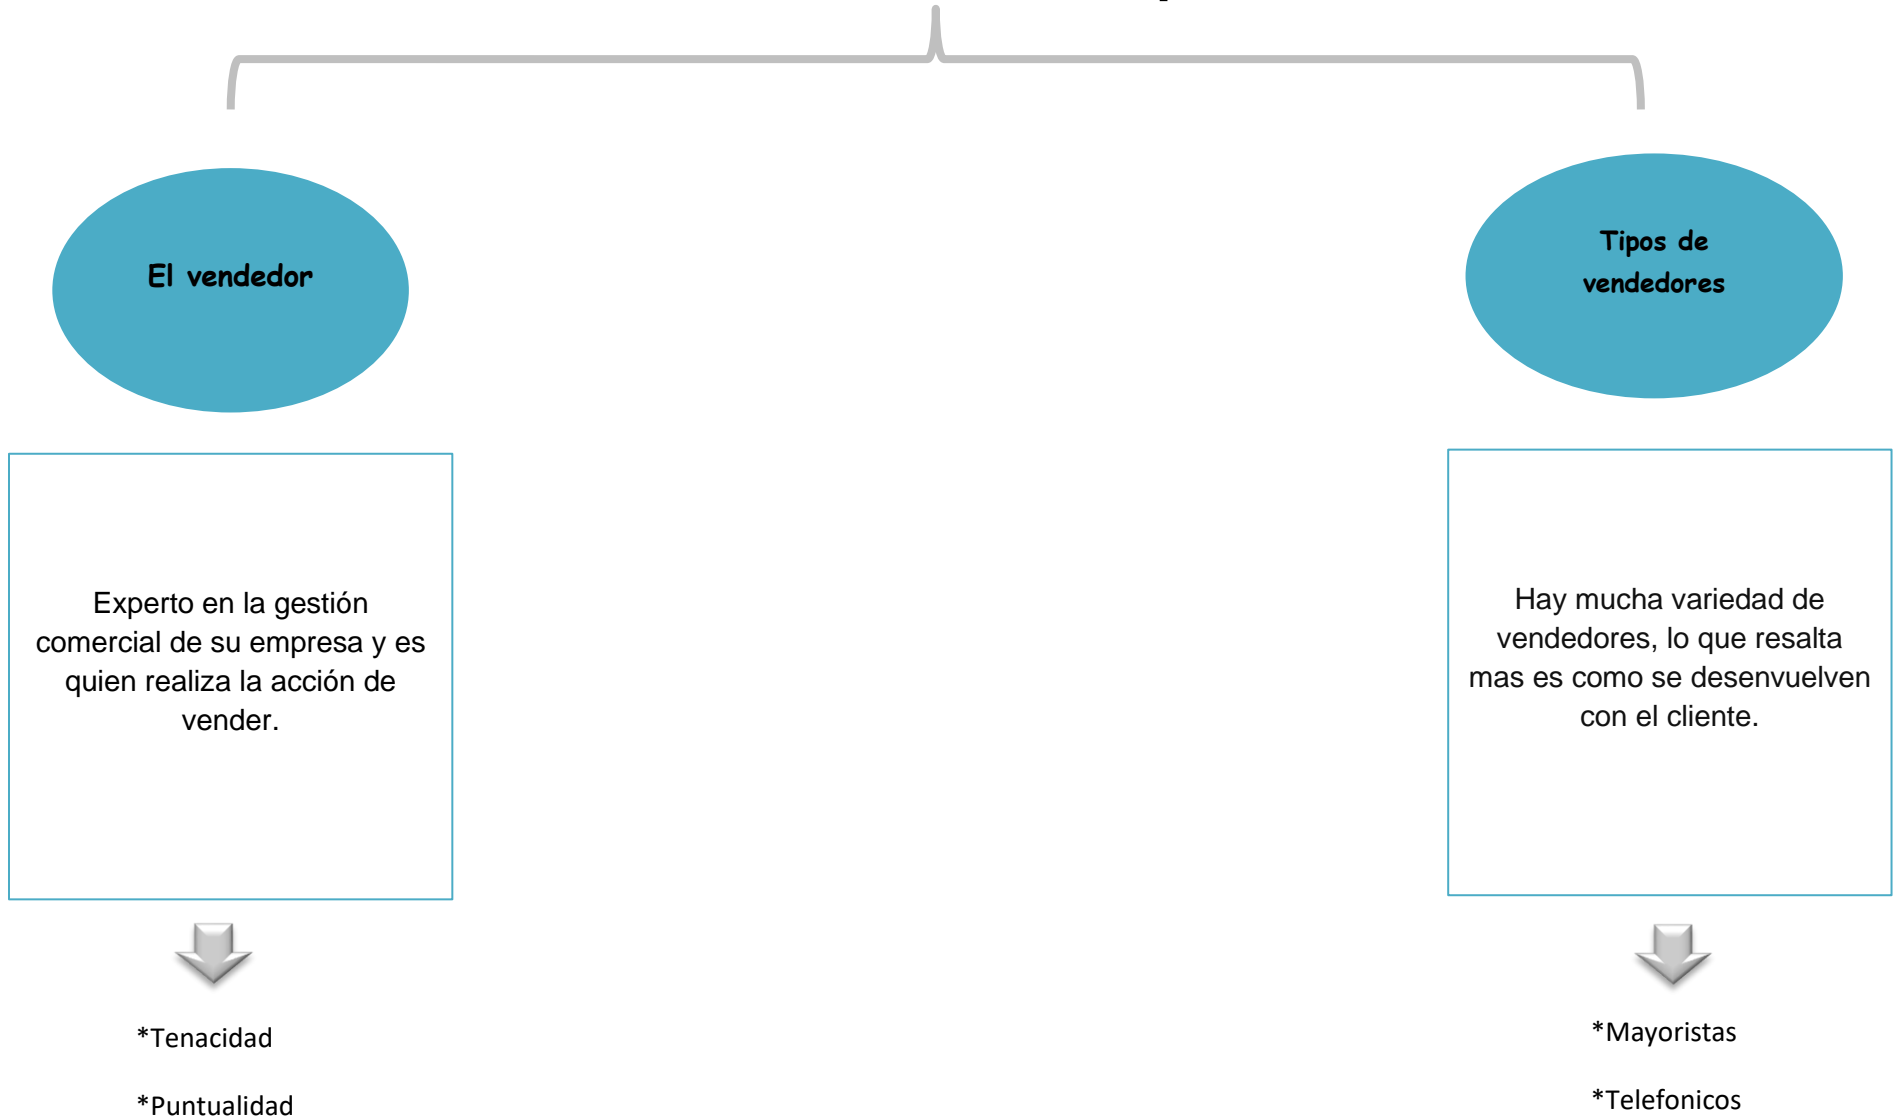 El vendedor
Experto en la gestión
comercial de su empresa y es
quien realiza la acción de
vender.
*Tenacidad
*Puntualidad
Tipos de
vendedores
Hay mucha variedad de
vendedores, lo que resalta
mas es como se desenvuelven
con el cliente.
*Mayoristas
*Telefonicos